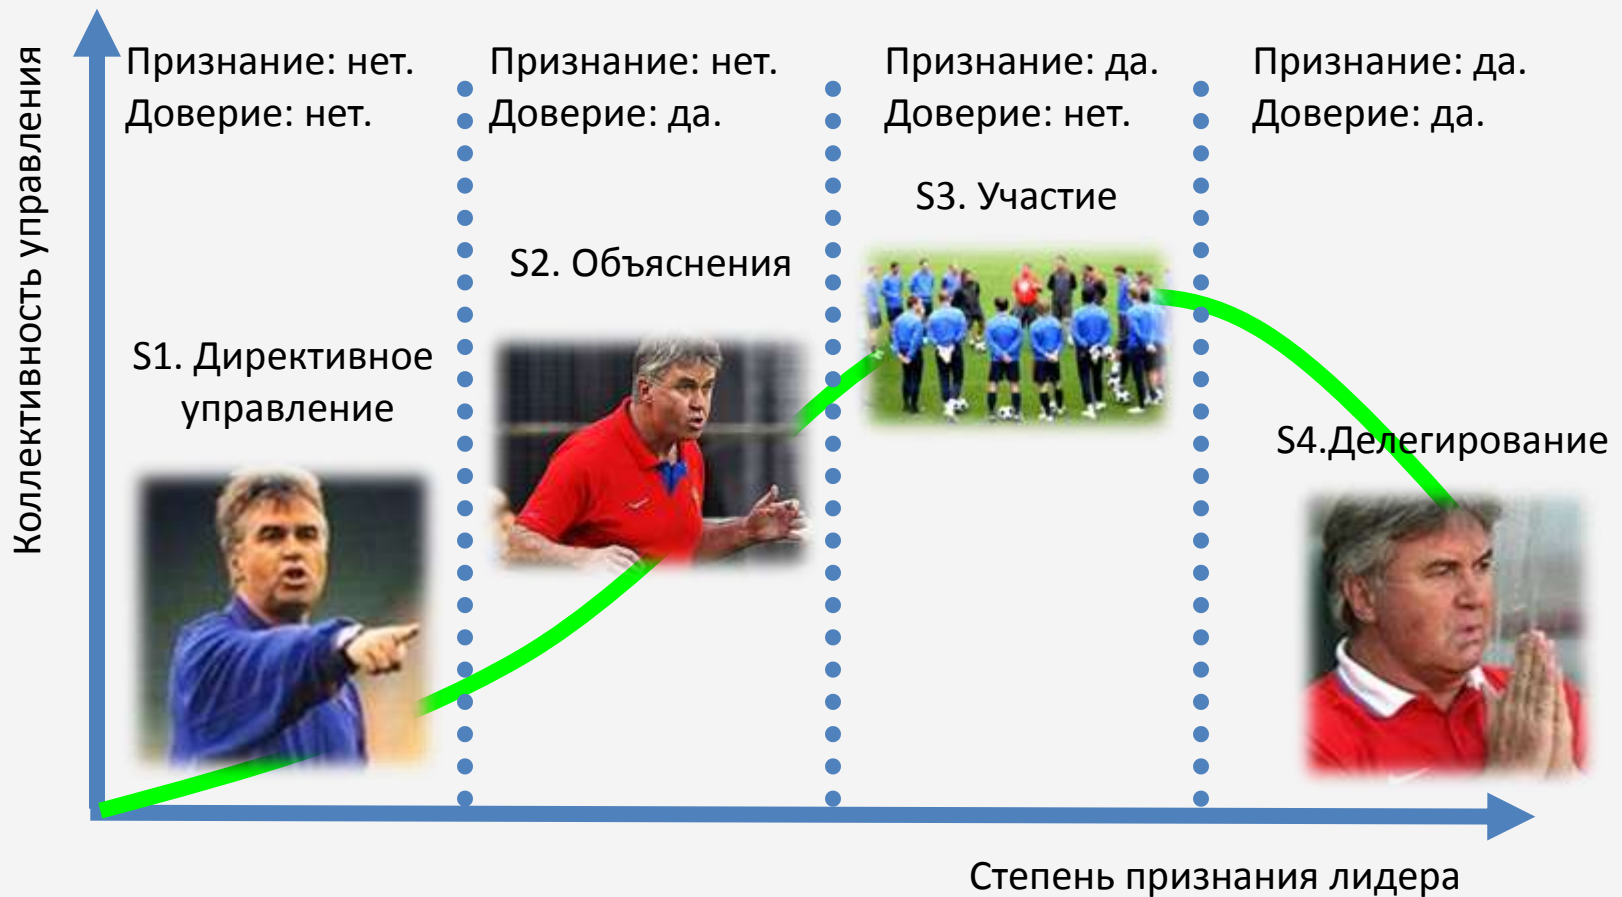 Коллективность управления
Признание: нет.
Доверие: нет.
Признание: нет.
Доверие: да.
Признание: да.
Доверие: нет.
Признание: да.
Доверие: да.
S1. Директивное
управление
S2. Объяснения
S3. Участие
S4.Делегирование
Степень признания лидера